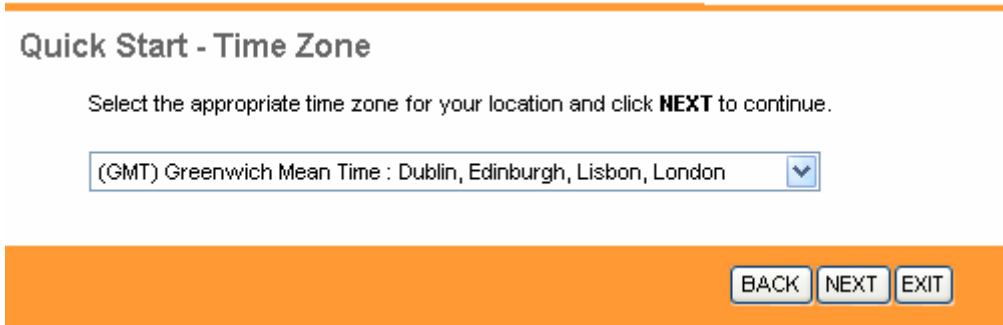 Quick Start - Time Zone
Select the appropriate time zone for your location and click NEXT to continue.
(GMT) Greenwich Mean Time : Dublin, Edinburgh, Lisbon, London
BACK NEXT EXIT